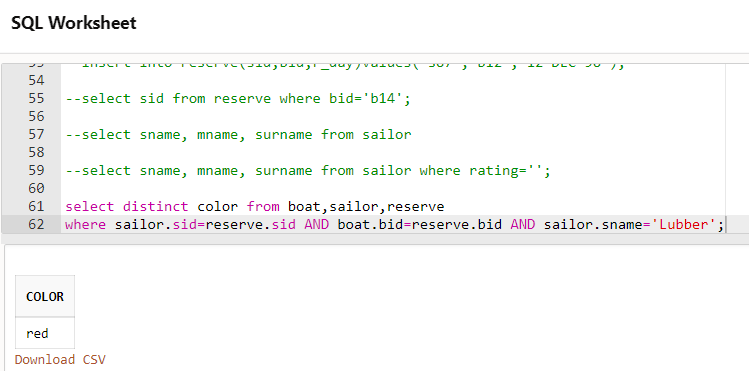 SQL Worksheet
54
55 --select sid from reserve where bid='b14';
56
57 --select sname, mname, surname from sailor
58
59 --select sname, mname, surname from sailor where rating='';
60
61 select distinct color from boat,sailor,reserve
62 where sailor.sid=reserve.sid AND boat.bid=reserve.bid AND sailor.sname='Lubber';
COLOR
red
Download CSV